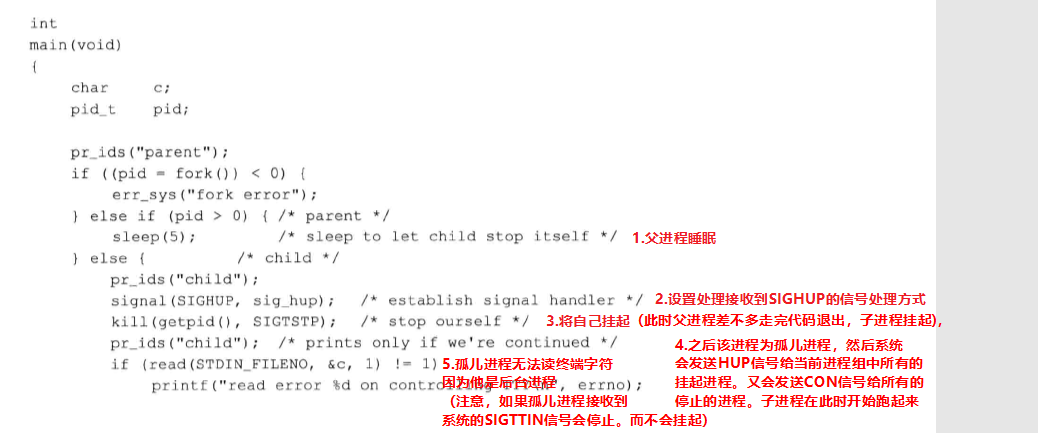 int
main(void)
{
char c;
pid_t pid;
pr_ids("parent");
if ((pid = fork()) < 0) {
err_sys("fork error");
} else if (pid > 0) { /* parent */
sleep(5); /* sleep to let child stop itself */ 1.父进程睡眠
} else { /* child */
pr_ids("child");
signal(SIGHUP, sig_hup); /* establish signal handler */ 2.设置处理接收到SIGHUP的信号处理方式
kill(getpid(), SIGTSTP); /* stop ourself */ 3.将自己挂起（此时父进程差不多走完代码退出，子进程挂起），
pr_ids("child"); /* prints only if we're continued */ 4.之后该进程为孤儿进程，然后系统
if (read(STDIN_FILENO, &c, 1) != 1) 5.孤儿进程无法读终端字符 会发送HUP信号给当前进程组中所有的
printf("read error %d on , errno); 因为他是后台进程 挂起进程。又会发送CON信号给所有的
（注意，如果孤儿进程接收到 停止的进程。子进程在此时开始跑起来
系统的SIGTTIN信号会停止。而不会挂起）